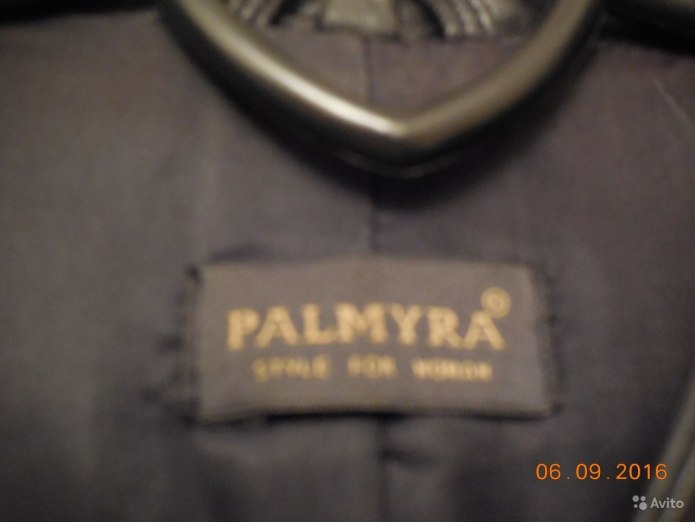 PALMYRA®
STYLE FOR WOMAN
06.09.2016
Avito